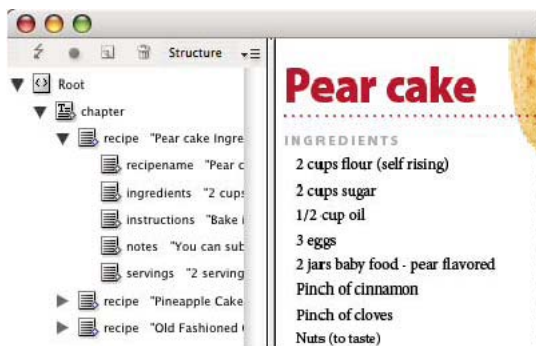 Structure
Root
chapter
recipe "Pear cake Ingre
recipename "Pear c
ingredients "2 cups
instructions "Bake i
notes "You can sub
servings "2 serving
recipe "Pineapple Cake
recipe "Old Fashioned
Pear cake
INGREDIENTS
2 cups flour (self rising)
2 cups sugar
1/2 cup oil
3 eggs
2 jars baby food - pear flavored
Pinch of cinnamon
Pinch of cloves
Nuts (to taste)